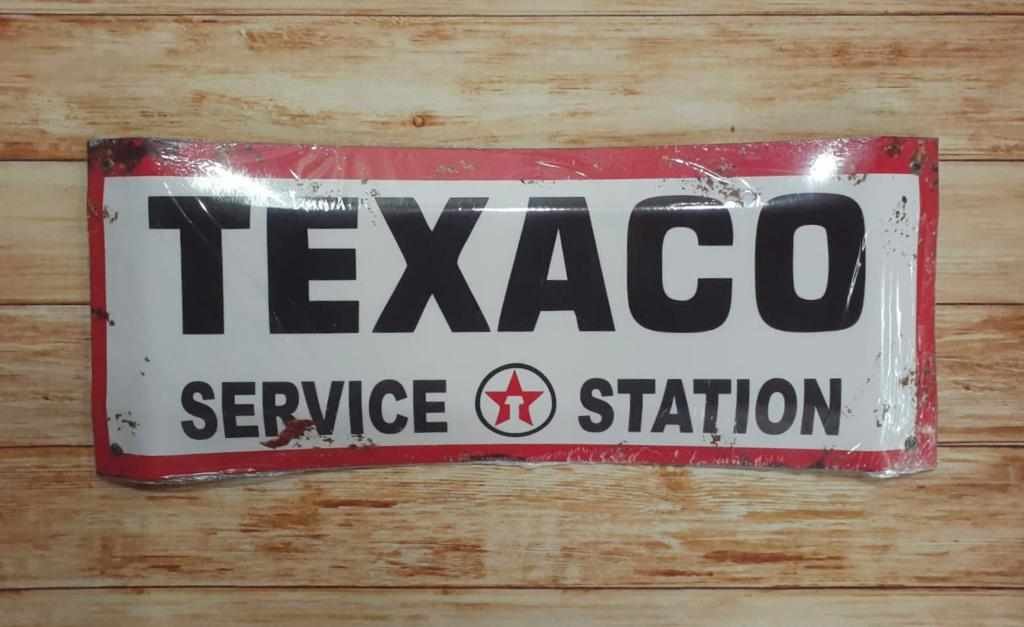 TEXACO
SERVICE T STATION